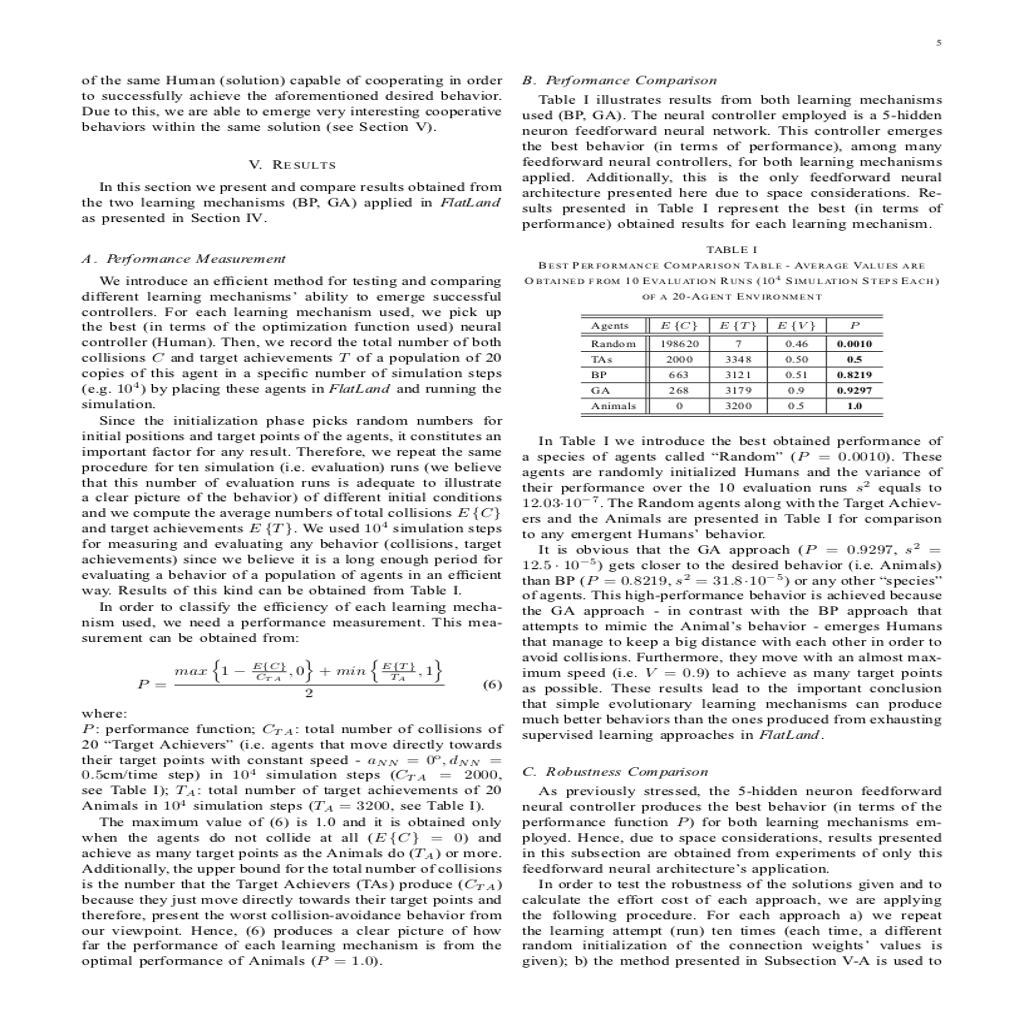 5
of the same Human (solution) capable of cooperating in order
to successfully achieve the aforementioned desired behavior.
Due to this, we are able to emerge very interesting cooperative
behaviors within the same solution (see Section V).
V. RESULTS
In this section we present and compare results obtained from
the two learning mechanisms (BP, GA) applied in FlatLand
as presented in Section IV.
A. Performance Measurement
We introduce an efficient method for testing and comparing
different learning mechanisms' ability to emerge successful
controllers. For each learning mechanism used, we pick up
the best (in terms of the optimization function used) neural
controller (Human). Then, we record the total number of both
collisions C and target achievements T of a population of 20
copies of this agent in a specific number of simulation steps
(e.g. 10⁴) by placing these agents in FlatLand and running the
simulation.
Since the initialization phase picks random numbers for
initial positions and target points of the agents, it constitutes an
important factor for any result. Therefore, we repeat the same
procedure for ten simulation (i.e. evaluation) runs (we believe
that this number of evaluation runs is adequate to illustrate
a clear picture of the behavior) of different initial conditions
and we compute the average numbers of total collisions E{C}
and target achievements E{T}. We used 10⁴ simulation steps
for measuring and evaluating any behavior (collisions, target
achievements) since we believe it is a long enough period for
evaluating a behavior of a population of agents in an efficient
way. Results of this kind can be obtained from Table I.
In order to classify the efficiency of each learning mecha-
nism used, we need a performance measurement. This mea-
surement can be obtained from:
P = (max {1 − E{C}/C_TA, 0} + min {E{T}/T_A, 1}) / 2 (6)
where:
P: performance function; C_TA: total number of collisions of
20 "Target Achievers" (i.e. agents that move directly towards
their target points with constant speed - a_NN = 0°, d_NN =
0.5cm/time step) in 10⁴ simulation steps (C_TA = 2000,
see Table I); T_A: total number of target achievements of 20
Animals in 10⁴ simulation steps (T_A = 3200, see Table I).
The maximum value of (6) is 1.0 and it is obtained only
when the agents do not collide at all (E{C} = 0) and
achieve as many target points as the Animals do (T_A) or more.
Additionally, the upper bound for the total number of collisions
is the number that the Target Achievers (TAs) produce (C_TA)
because they just move directly towards their target points and
therefore, present the worst collision-avoidance behavior from
our viewpoint. Hence, (6) produces a clear picture of how
far the performance of each learning mechanism is from the
optimal performance of Animals (P = 1.0).
B. Performance Comparison
Table I illustrates results from both learning mechanisms
used (BP, GA). The neural controller employed is a 5-hidden
neuron feedforward neural network. This controller emerges
the best behavior (in terms of performance), among many
feedforward neural controllers, for both learning mechanisms
applied. Additionally, this is the only feedforward neural
architecture presented here due to space considerations. Re-
sults presented in Table I represent the best (in terms of
performance) obtained results for each learning mechanism.
TABLE I
BEST PERFORMANCE COMPARISON TABLE - AVERAGE VALUES ARE
OBTAINED FROM 10 EVALUATION RUNS (10⁴ SIMULATION STEPS EACH)
OF A 20-AGENT ENVIRONMENT
Agents E{C} E{T} E{V} P
Random 198620 7 0.46 0.0010
TAs 2000 3348 0.50 0.5
BP 663 3121 0.51 0.8219
GA 268 3179 0.9 0.9297
Animals 0 3200 0.5 1.0
In Table I we introduce the best obtained performance of
a species of agents called "Random" (P = 0.0010). These
agents are randomly initialized Humans and the variance of
their performance over the 10 evaluation runs s² equals to
12.03·10⁻⁷. The Random agents along with the Target Achiev-
ers and the Animals are presented in Table I for comparison
to any emergent Humans' behavior.
It is obvious that the GA approach (P = 0.9297, s² =
12.5 · 10⁻⁵) gets closer to the desired behavior (i.e. Animals)
than BP (P = 0.8219, s² = 31.8·10⁻⁵) or any other "species"
of agents. This high-performance behavior is achieved because
the GA approach - in contrast with the BP approach that
attempts to mimic the Animal's behavior - emerges Humans
that manage to keep a big distance with each other in order to
avoid collisions. Furthermore, they move with an almost max-
imum speed (i.e. V = 0.9) to achieve as many target points
as possible. These results lead to the important conclusion
that simple evolutionary learning mechanisms can produce
much better behaviors than the ones produced from exhausting
supervised learning approaches in FlatLand.
C. Robustness Comparison
As previously stressed, the 5-hidden neuron feedforward
neural controller produces the best behavior (in terms of the
performance function P) for both learning mechanisms em-
ployed. Hence, due to space considerations, results presented
in this subsection are obtained from experiments of only this
feedforward neural architecture's application.
In order to test the robustness of the solutions given and to
calculate the effort cost of each approach, we are applying
the following procedure. For each approach a) we repeat
the learning attempt (run) ten times (each time, a different
random initialization of the connection weights' values is
given); b) the method presented in Subsection V-A is used to